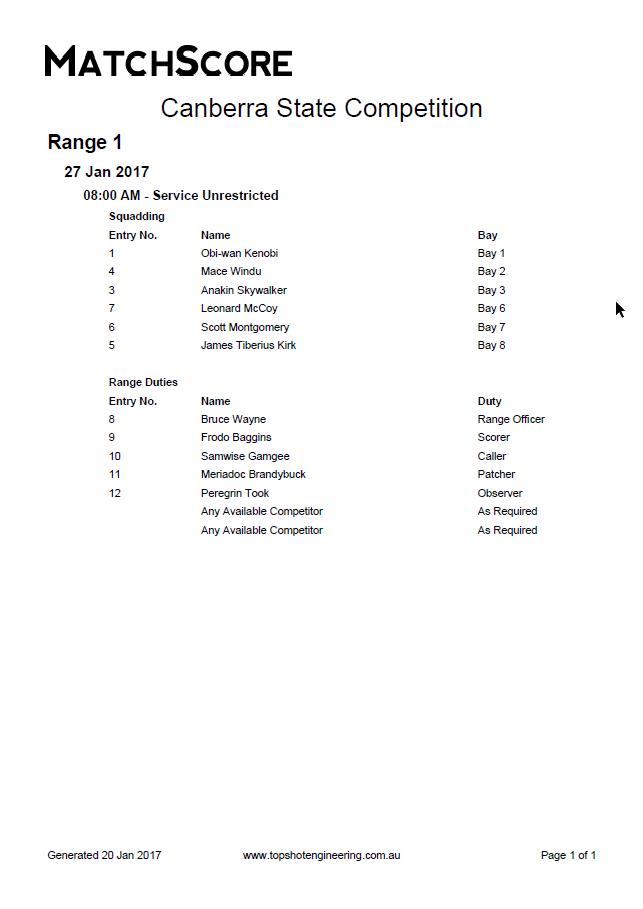 MATCHSCORE
Canberra State Competition
Range 1
27 Jan 2017
08:00 AM - Service Unrestricted
Squadding
Entry No. Name Bay
1 Obi-wan Kenobi Bay 1
4 Mace Windu Bay 2
3 Anakin Skywalker Bay 3
7 Leonard McCoy Bay 6
6 Scott Montgomery Bay 7
5 James Tiberius Kirk Bay 8
Range Duties
Entry No. Name Duty
8 Bruce Wayne Range Officer
9 Frodo Baggins Scorer
10 Samwise Gamgee Caller
11 Meriadoc Brandybuck Patcher
12 Peregrin Took Observer
Any Available Competitor As Required
Any Available Competitor As Required
Generated 20 Jan 2017 www.topshotengineering.com.au Page 1 of 1